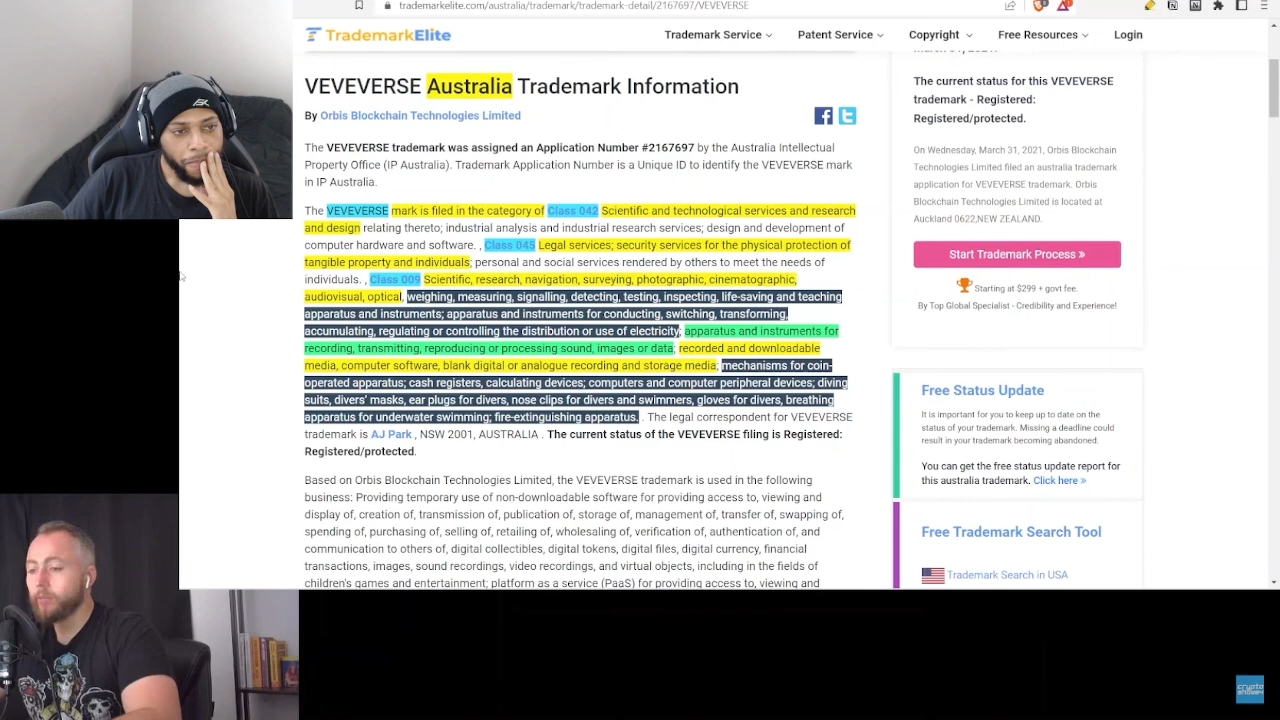 trademarkelite.com/australia/trademark/trademark-detail/2167697/VEVEVERSE
TrademarkElite
Trademark Service
Patent Service
Copyright
Free Resources
Login
VEVEVERSE Australia Trademark Information
By Orbis Blockchain Technologies Limited
The VEVEVERSE trademark was assigned an Application Number #2167697 by the Australia Intellectual
Property Office (IP Australia). Trademark Application Number is a Unique ID to identify the VEVEVERSE mark
in IP Australia.
The VEVEVERSE mark is filed in the category of Class 042 Scientific and technological services and research
and design relating thereto; industrial analysis and industrial research services; design and development of
computer hardware and software. , Class 045 Legal services; security services for the physical protection of
tangible property and individuals; personal and social services rendered by others to meet the needs of
individuals. , Class 009 Scientific, research, navigation, surveying, photographic, cinematographic,
audiovisual, optical, weighing, measuring, signalling, detecting, testing, inspecting, life-saving and teaching
apparatus and instruments; apparatus and instruments for conducting, switching, transforming,
accumulating, regulating or controlling the distribution or use of electricity; apparatus and instruments for
recording, transmitting, reproducing or processing sound, images or data; recorded and downloadable
media, computer software, blank digital or analogue recording and storage media; mechanisms for coin-
operated apparatus; cash registers, calculating devices; computers and computer peripheral devices; diving
suits, divers' masks, ear plugs for divers, nose clips for divers and swimmers, gloves for divers, breathing
apparatus for underwater swimming; fire-extinguishing apparatus. The legal correspondent for VEVEVERSE
trademark is AJ Park , NSW 2001, AUSTRALIA . The current status of the VEVEVERSE filing is Registered:
Registered/protected.
Based on Orbis Blockchain Technologies Limited, the VEVEVERSE trademark is used in the following
business: Providing temporary use of non-downloadable software for providing access to, viewing and
display of, creation of, transmission of, publication of, storage of, management of, transfer of, swapping of,
spending of, purchasing of, selling of, retailing of, wholesaling of, verification of, authentication of, and
communication to others of, digital collectibles, digital tokens, digital files, digital currency, financial
transactions, images, sound recordings, video recordings, and virtual objects, including in the fields of
children's games and entertainment; platform as a service (PaaS) for providing access to, viewing and
The current status for this VEVEVERSE
trademark - Registered:
Registered/protected.
On Wednesday, March 31, 2021, Orbis Blockchain
Technologies Limited filed an australia trademark
application for VEVEVERSE trademark. Orbis
Blockchain Technologies Limited is located at
Auckland 0622,NEW ZEALAND.
Start Trademark Process »
Starting at $299 + govt fee.
By Top Global Specialist - Credibility and Experience!
Free Status Update
It is important for you to keep up to date on the
status of your trademark. Missing a deadline could
result in your trademark becoming abandoned.
You can get the free status update report for
this australia trademark. Click here »
Free Trademark Search Tool
Trademark Search in USA